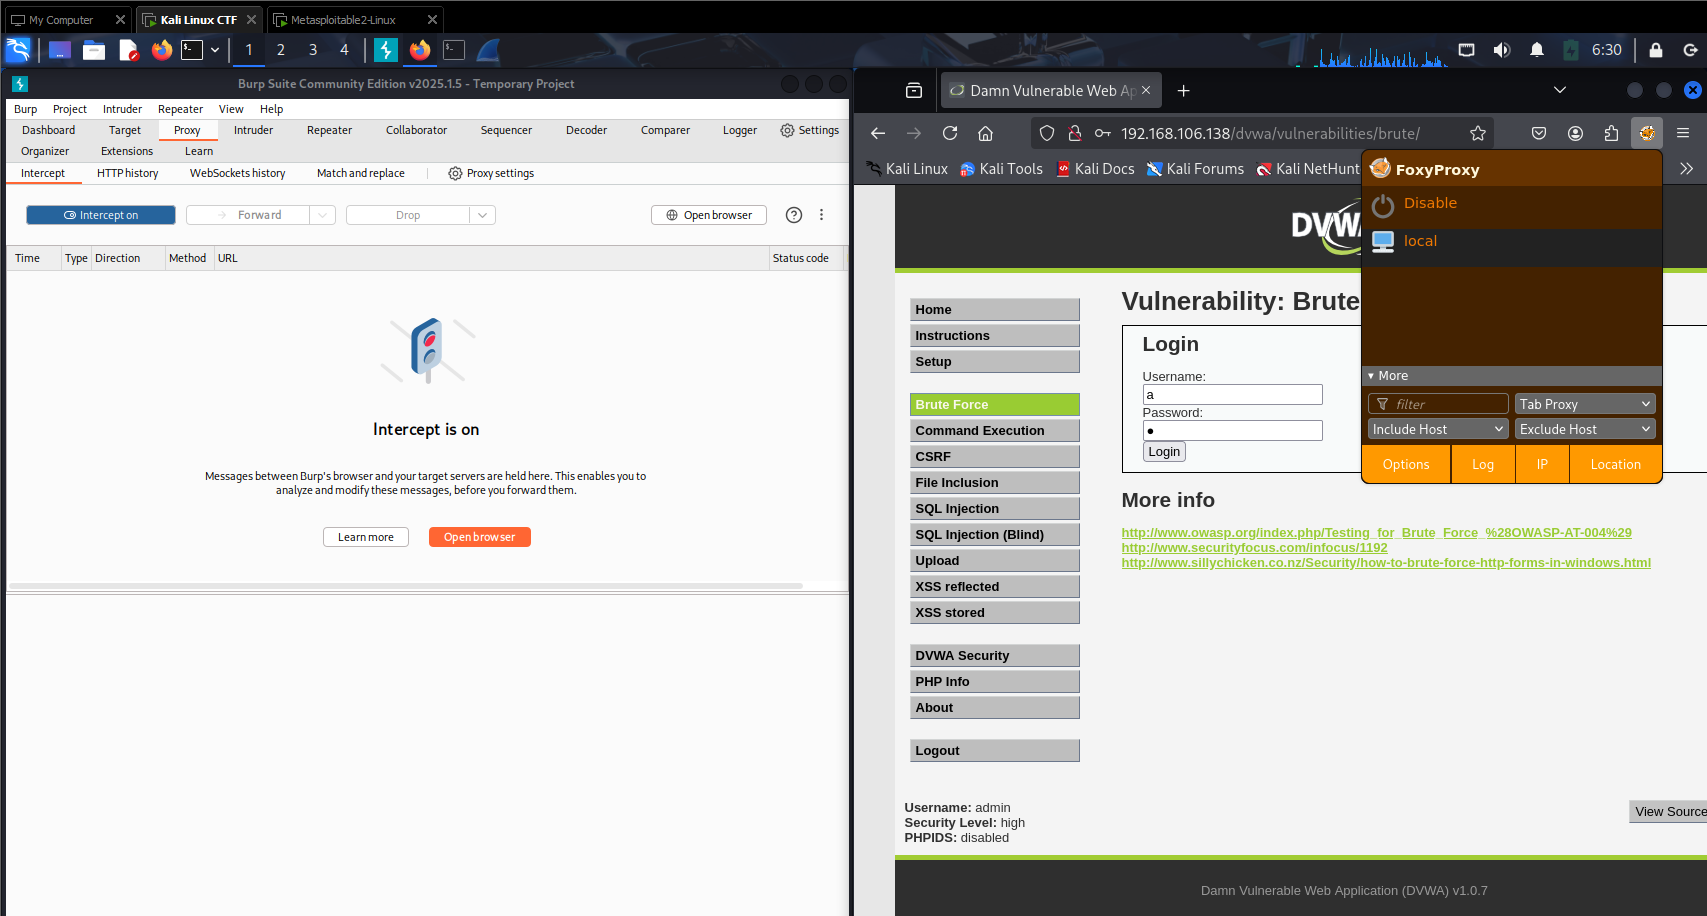 My Computer
Kali Linux CTF
Metasploitable2-Linux
1 2 3 4
6:30
Burp Suite Community Edition v2025.1.5 - Temporary Project
Burp Project Intruder Repeater View Help
Dashboard Target Proxy Intruder Repeater Collaborator Sequencer Decoder Comparer Logger Settings
Organizer Extensions Learn
Intercept HTTP history WebSockets history Match and replace Proxy settings
Intercept on Forward Drop Open browser
Time Type Direction Method URL Status code
Intercept is on
Messages between Burp's browser and your target servers are held here. This enables you to
analyze and modify these messages, before you forward them.
Learn more Open browser
Damn Vulnerable Web Ap
192.168.106.138/dvwa/vulnerabilities/brute/
Kali Linux Kali Tools Kali Docs Kali Forums Kali NetHunt
FoxyProxy
Disable
local
More
filter Tab Proxy
Include Host Exclude Host
Options Log IP Location
DVWA
Home
Instructions
Setup
Brute Force
Command Execution
CSRF
File Inclusion
SQL Injection
SQL Injection (Blind)
Upload
XSS reflected
XSS stored
DVWA Security
PHP Info
About
Logout
Vulnerability: Brute
Login
Username:
a
Password:
●
Login
More info
http://www.owasp.org/index.php/Testing_for_Brute_Force_%28OWASP-AT-004%29
http://www.securityfocus.com/infocus/1192
http://www.sillychicken.co.nz/Security/how-to-brute-force-http-forms-in-windows.html
Username: admin
Security Level: high
PHPIDS: disabled
View Source
Damn Vulnerable Web Application (DVWA) v1.0.7